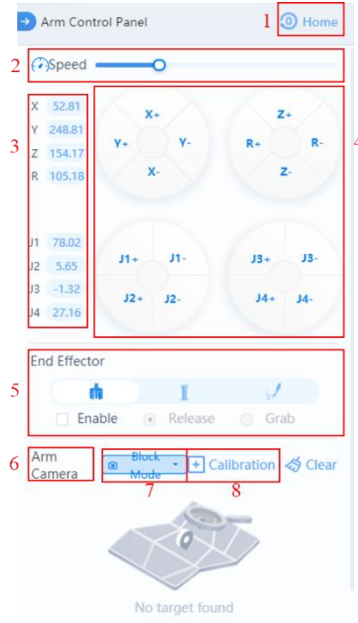 Arm Control Panel 1 Home
2 Speed
X 52.81
Y 248.81
Z 154.17
R 105.18
3
X+ Y+ Y- X-
Z+ R+ R- Z-
4
J1 78.02
J2 5.65
J3 -1.32
J4 27.16
J1+ J1- J2+ J2-
J3+ J3- J4+ J4-
End Effector
5
Enable Release Grab
6 Arm Camera
Block Mode
Calibration Clear
7 8
No target found